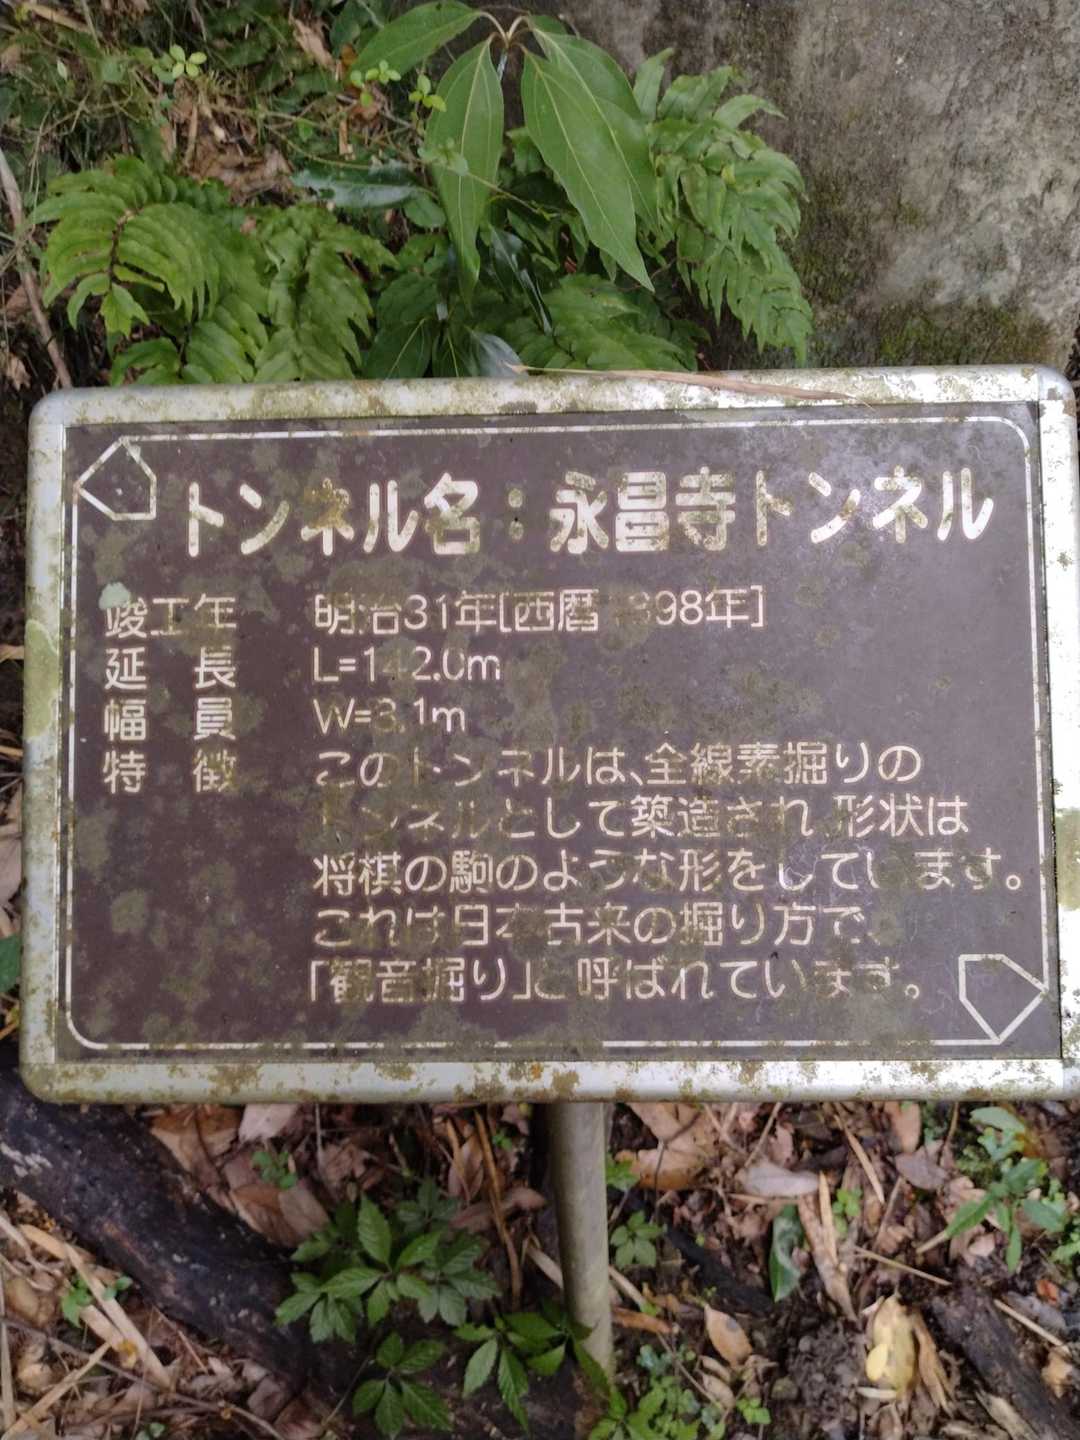 トンネル名：永昌寺トンネル
竣工年 明治31年[西暦1898年]
延長 L=142.0m
幅員 W=3.1m
特徴 このトンネルは、全線素掘りの
トンネルとして築造され 形状は
将棋の駒のような形をしています。
これは日本古来の掘り方で、
「観音掘り」と呼ばれています。